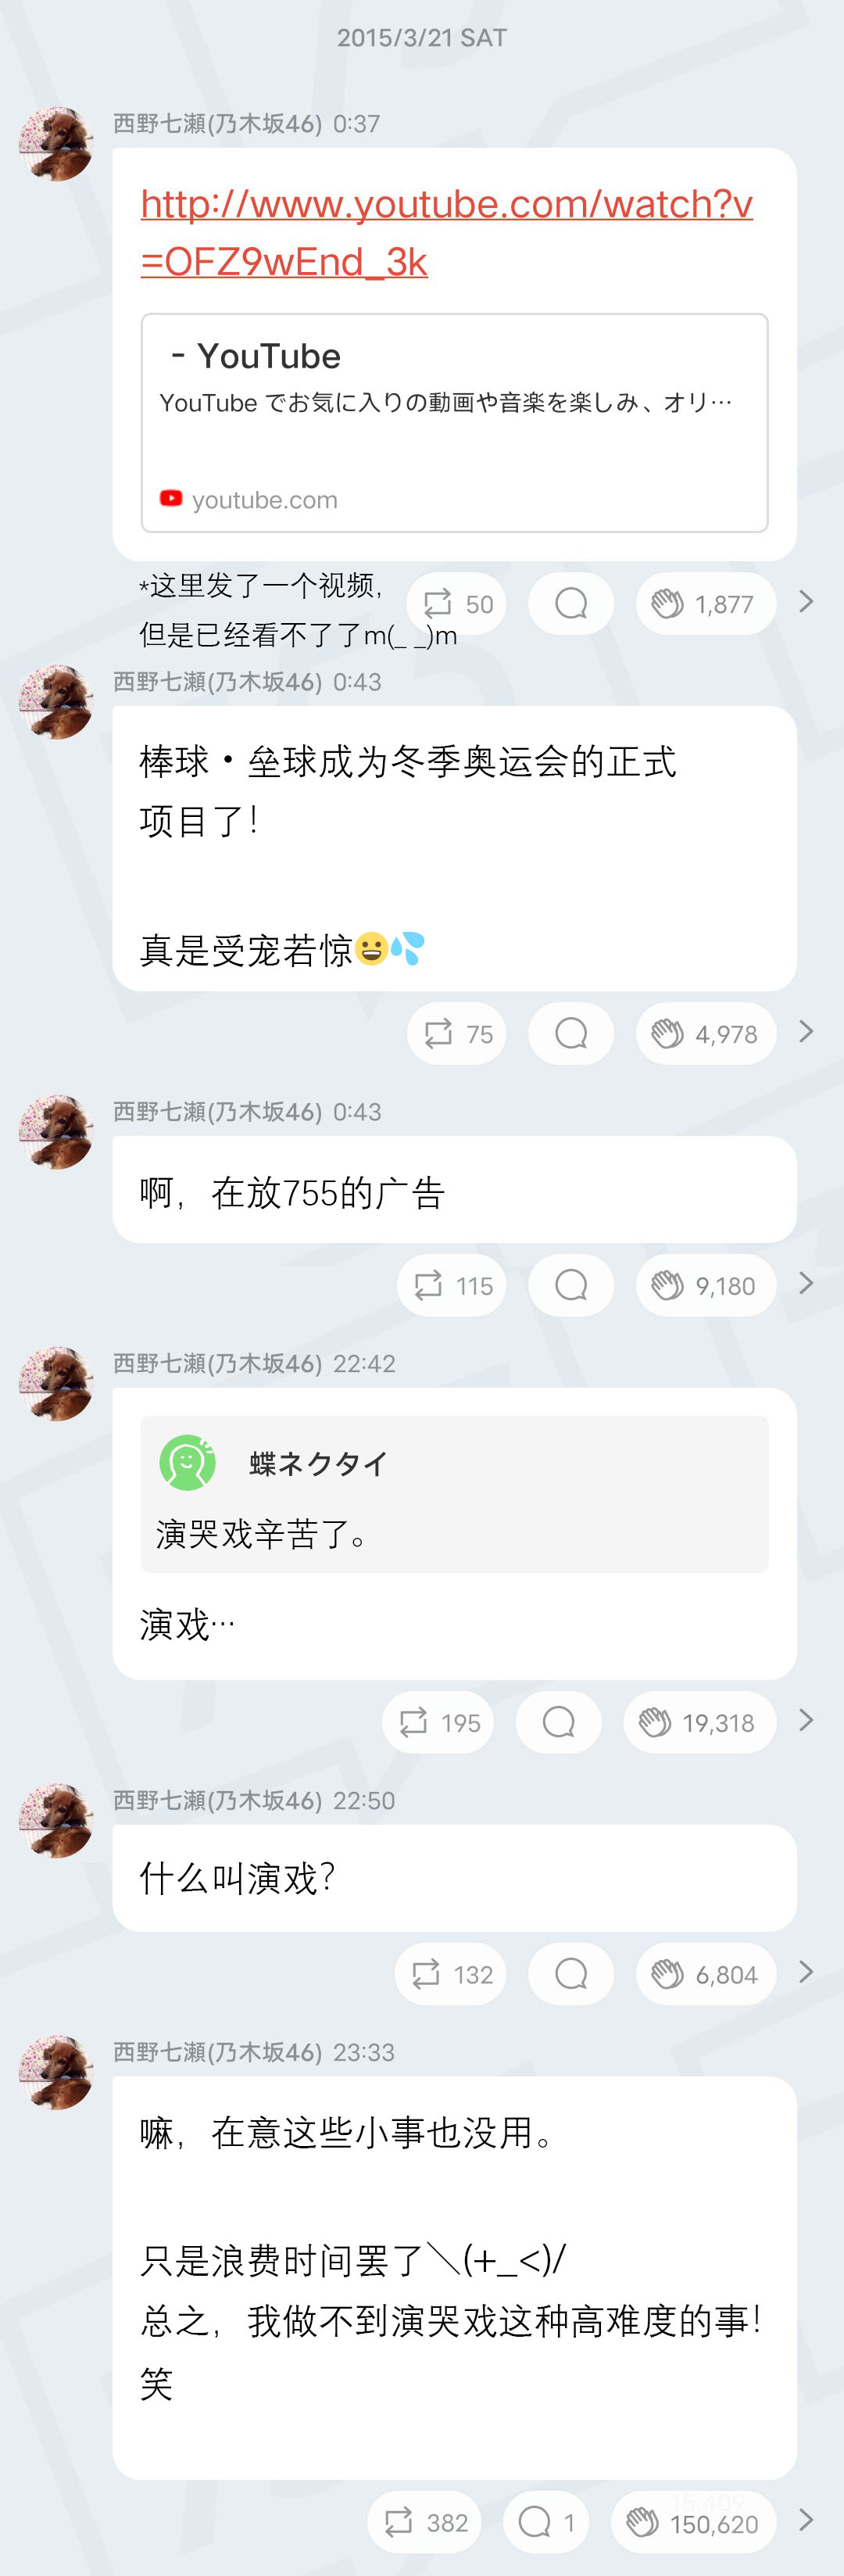 2015/3/21 SAT
西野七瀬(乃木坂46) 0:37
http://www.youtube.com/watch?v
=OFZ9wEnd_3k
- YouTube
YouTube でお気に入りの動画や音楽を楽しみ、オリ…
youtube.com
*这里发了一个视频，
但是已经看不了了m(_ _)m
50
1,877
西野七瀬(乃木坂46) 0:43
棒球·垒球成为冬季奥运会的正式
项目了！
真是受宠若惊😀💦
75
4,978
西野七瀬(乃木坂46) 0:43
啊，在放755的广告
115
9,180
西野七瀬(乃木坂46) 22:42
蝶ネクタイ
演哭戏辛苦了。
演戏…
195
19,318
西野七瀬(乃木坂46) 22:50
什么叫演戏？
132
6,804
西野七瀬(乃木坂46) 23:33
嘛，在意这些小事也没用。
只是浪费时间罢了＼(+_<)/
总之，我做不到演哭戏这种高难度的事！
笑
382
1
15,409
150,620